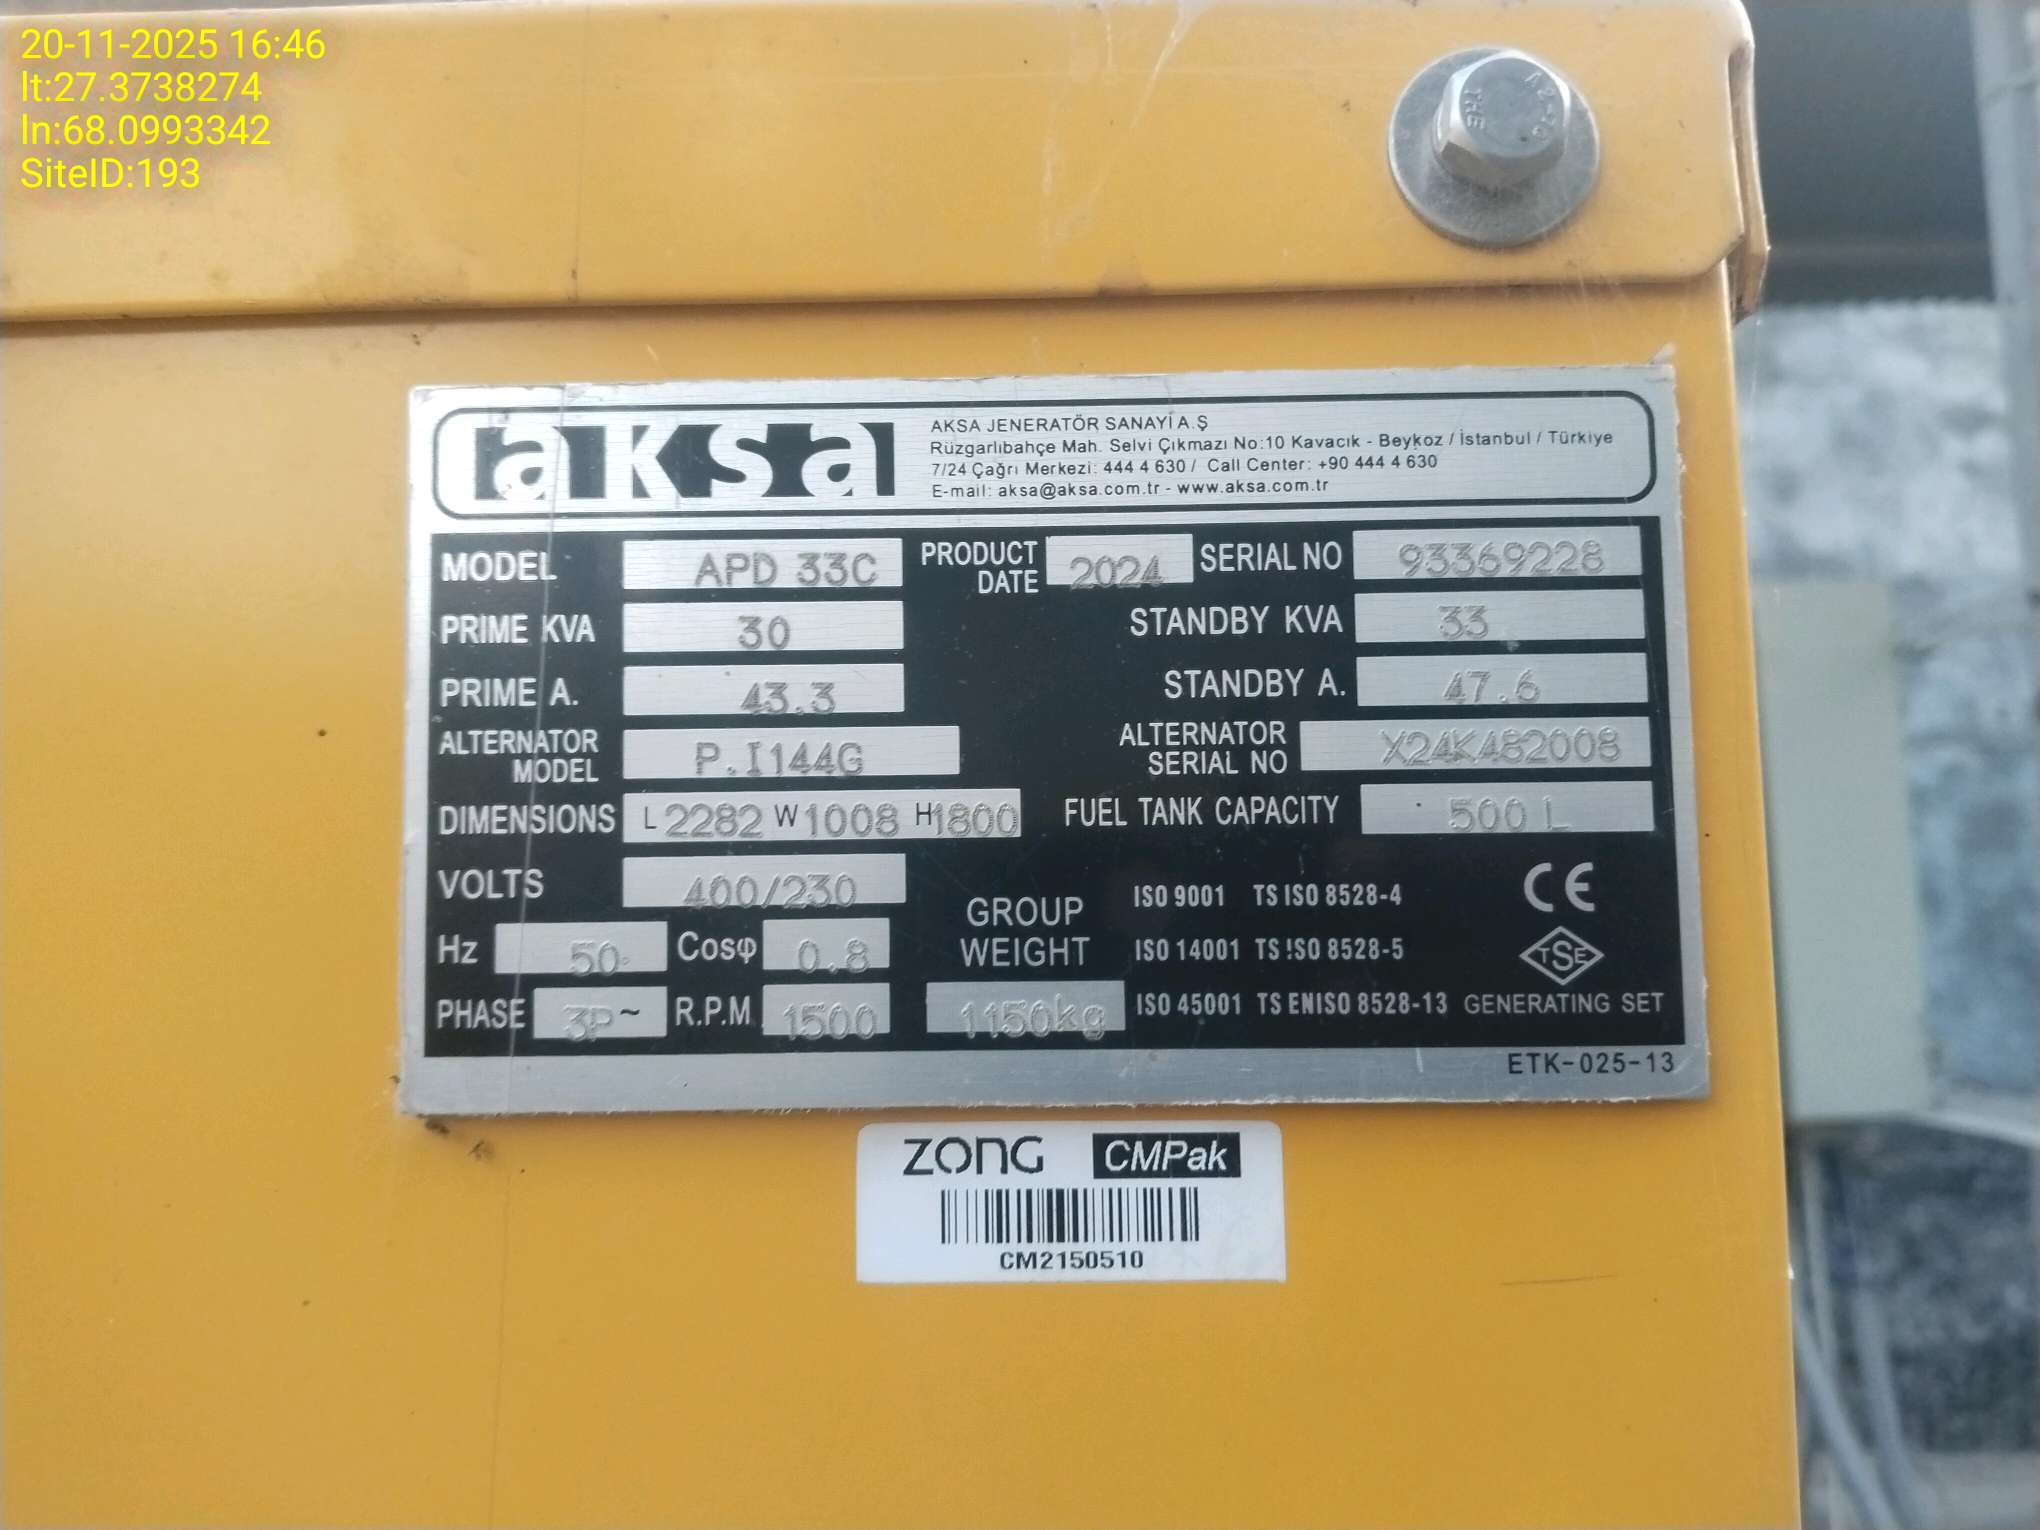 20-11-2025 16:46
lt:27.3738274
ln:68.0993342
SiteID:193
A2-70
THE
aksa
AKSA JENERATÖR SANAYİ A.Ş
Rüzgarlıbahçe Mah. Selvi Çıkmazı No:10 Kavacık - Beykoz / İstanbul / Türkiye
7/24 Çağrı Merkezi: 444 4 630 / Call Center: +90 444 4 630
E-mail: aksa@aksa.com.tr - www.aksa.com.tr
MODEL APD 33C PRODUCT DATE 2024 SERIAL NO 93369228
PRIME KVA 30 STANDBY KVA 33
PRIME A. 43.3 STANDBY A. 47.6
ALTERNATOR MODEL P.I144G ALTERNATOR SERIAL NO X24K482008
DIMENSIONS L 2282 W 1008 H 1800 FUEL TANK CAPACITY 500 L
VOLTS 400/230 GROUP WEIGHT ISO 9001 TS ISO 8528-4 CE
Hz 50 Cosφ 0.8 ISO 14001 TS ISO 8528-5 TSE
PHASE 3P~ R.P.M 1500 1150kg ISO 45001 TS ENISO 8528-13 GENERATING SET
ETK-025-13
ZONG CMPak
CM2150510